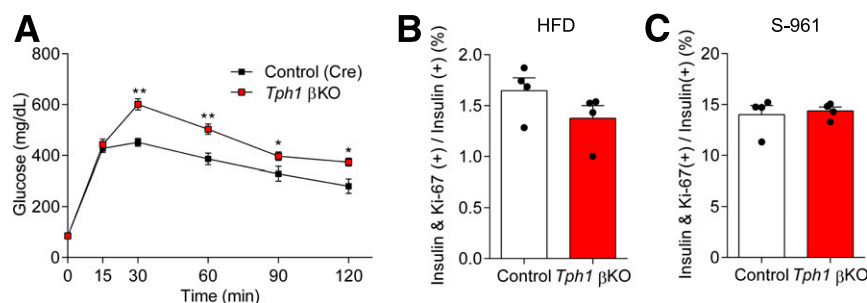 A
Glucose (mg/dL)
800
600
400
200
0
Control (Cre)
Tph1 βKO
**
**
*
*
0 15 30 60 90 120
Time (min)
B
HFD
Insulin & Ki-67(+) / Insulin (+) (%)
2.0
1.5
1.0
0.5
0.0
Control Tph1 βKO
C
S-961
Insulin & Ki-67 (+) / Insulin(+) (%)
20
15
10
5
0
Control Tph1 βKO